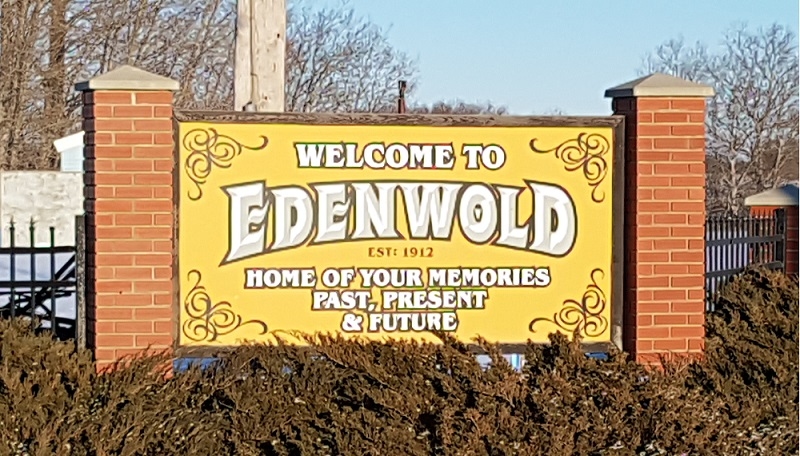 WELCOME TO
EDENWOLD
EST: 1912
HOME OF YOUR MEMORIES
PAST, PRESENT
& FUTURE